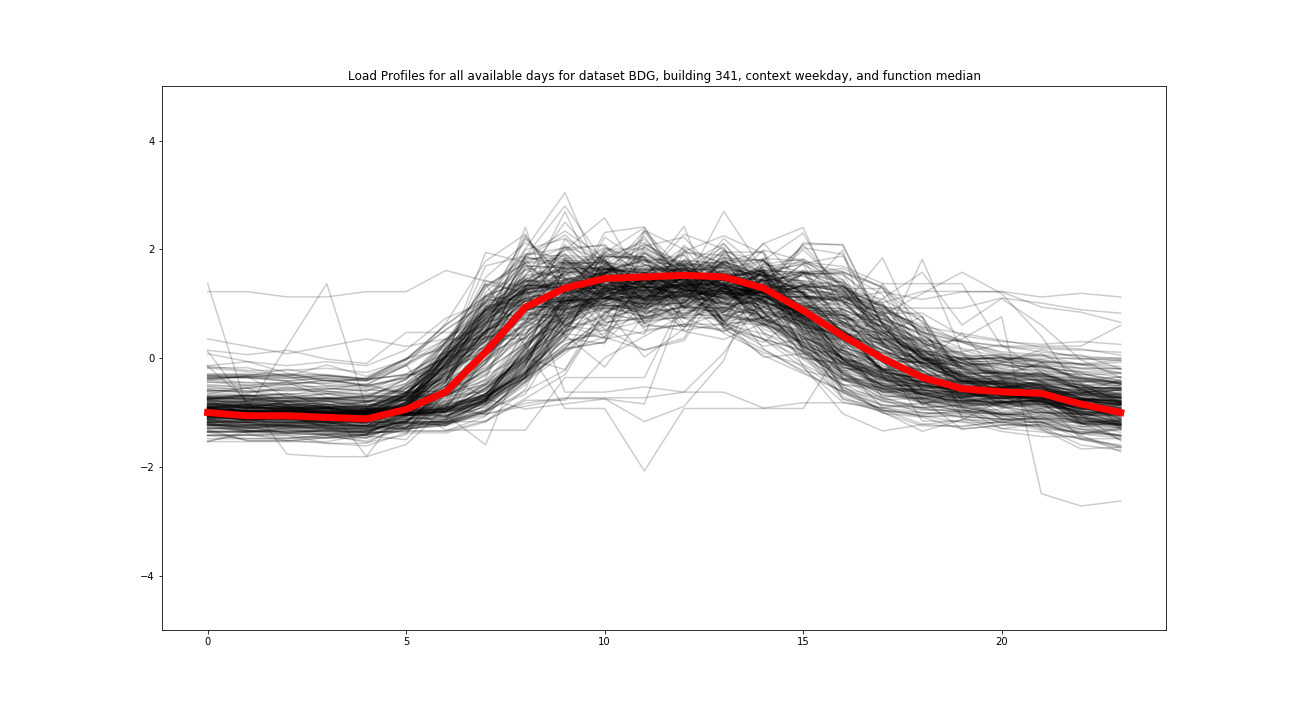 Load Profiles for all available days for dataset BDG, building 341, context weekday, and function median
4
2
0
−2
−4
0 5 10 15 20